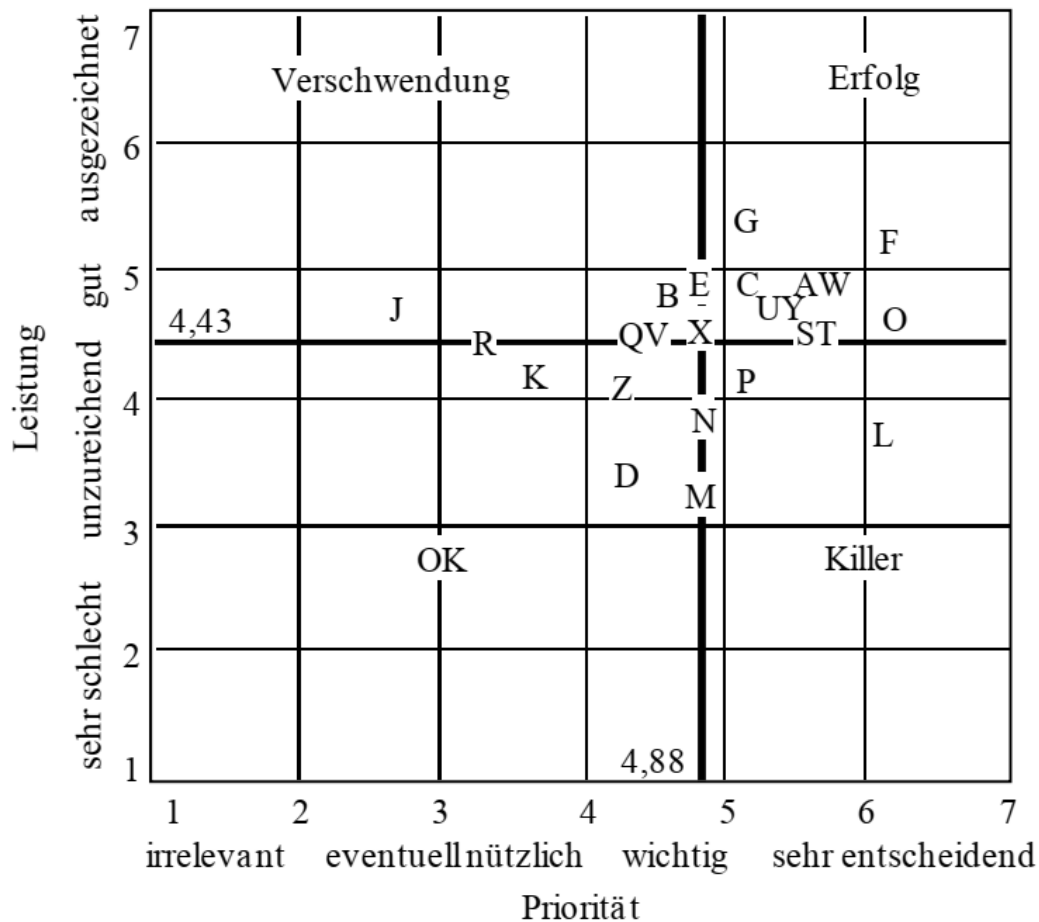 ausgezeichnet
gut
unzureichend
sehr schlecht
Leistung
7
6
5
4
3
2
1
Verschwendung
Erfolg
G
F
E
C
AW
B
UY
J
O
4,43
QV
X
ST
R
K
Z
P
N
L
D
M
OK
Killer
4,88
1 2 3 4 5 6 7
irrelevant eventuell nützlich wichtig sehr entscheidend
Priorität